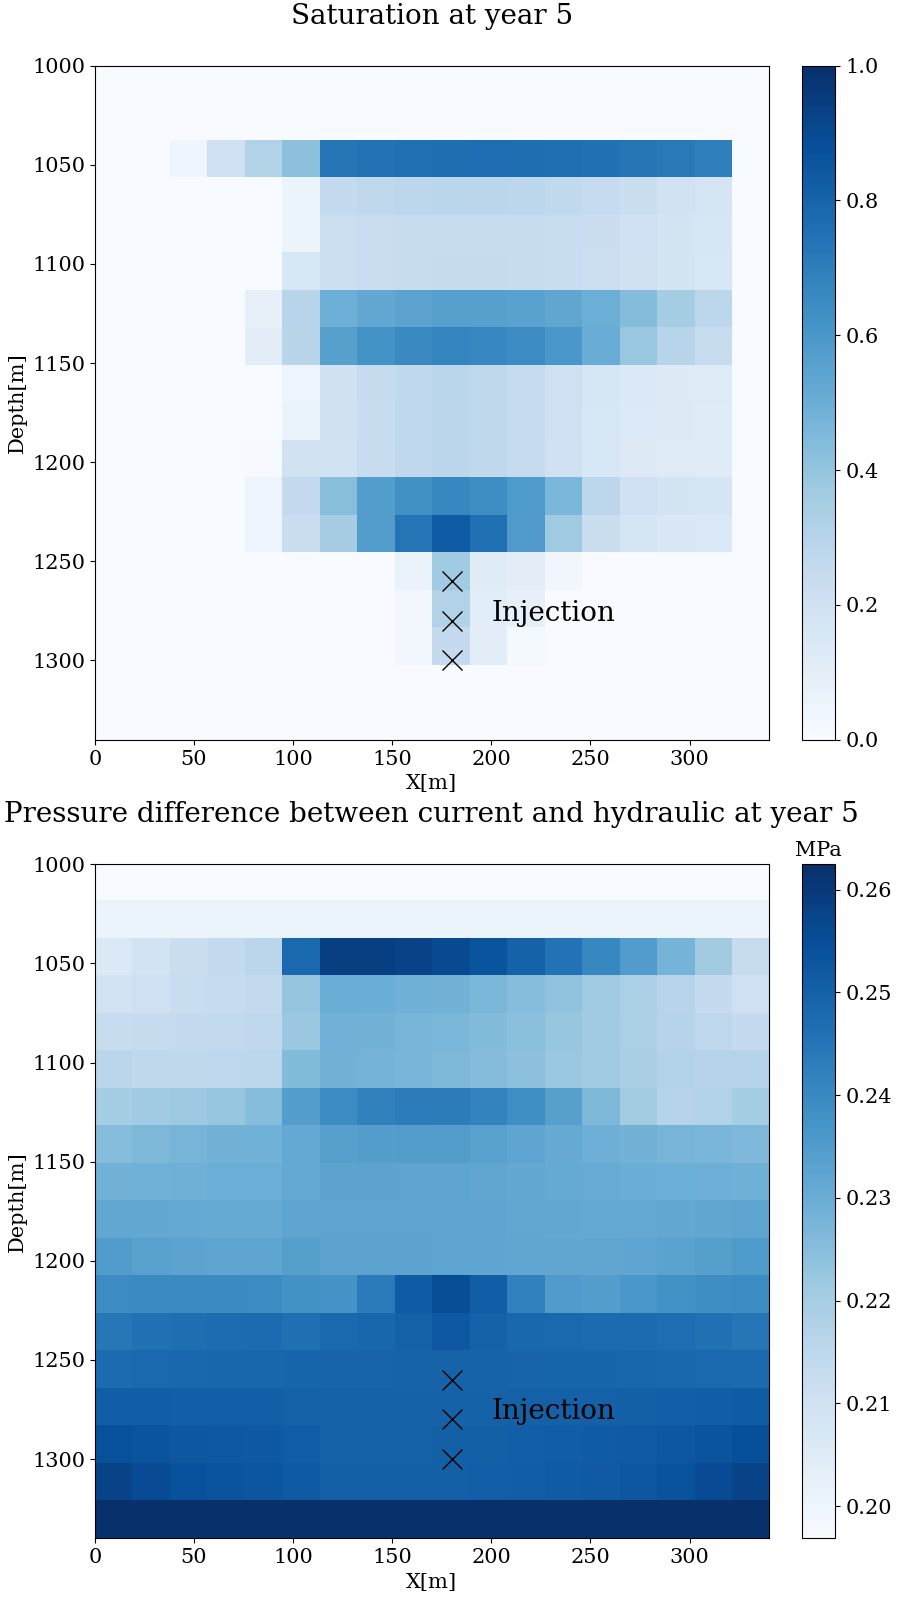 Saturation at year 5
1000
1050
1100
1150
1200
1250
1300
Depth[m]
Injection
0 50 100 150 200 250 300
X[m]
1.0
0.8
0.6
0.4
0.2
0.0
Pressure difference between current and hydraulic at year 5
MPa
1000
1050
1100
1150
1200
1250
1300
Depth[m]
Injection
0 50 100 150 200 250 300
X[m]
0.26
0.25
0.24
0.23
0.22
0.21
0.20